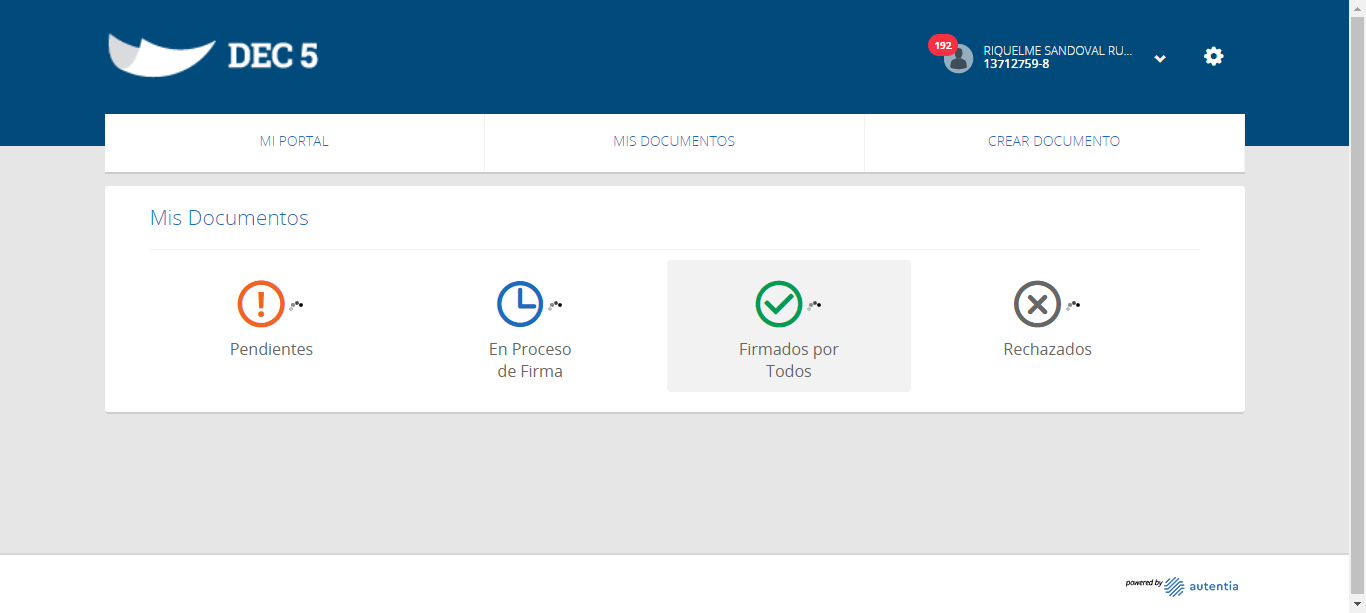 DEC 5
192
RIQUELME SANDOVAL RU...
13712759-8
MI PORTAL
MIS DOCUMENTOS
CREAR DOCUMENTO
Mis Documentos
Pendientes
En Proceso
de Firma
Firmados por
Todos
Rechazados
powered by
autentia